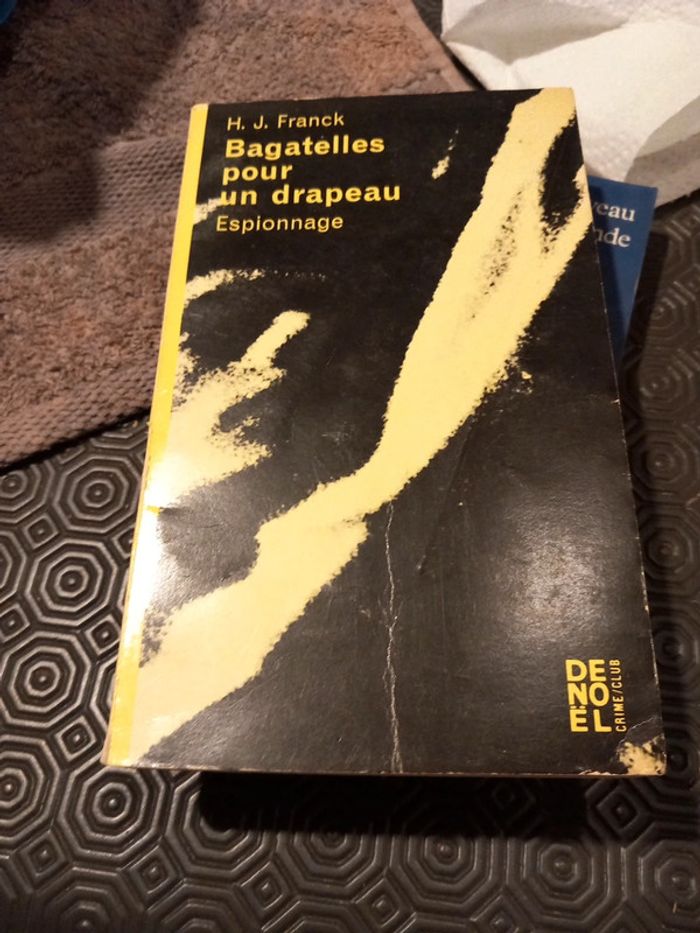 H. J. Franck
Bagatelles
pour
un drapeau
Espionnage
DE
NO
ËL
CRIME/CLUB